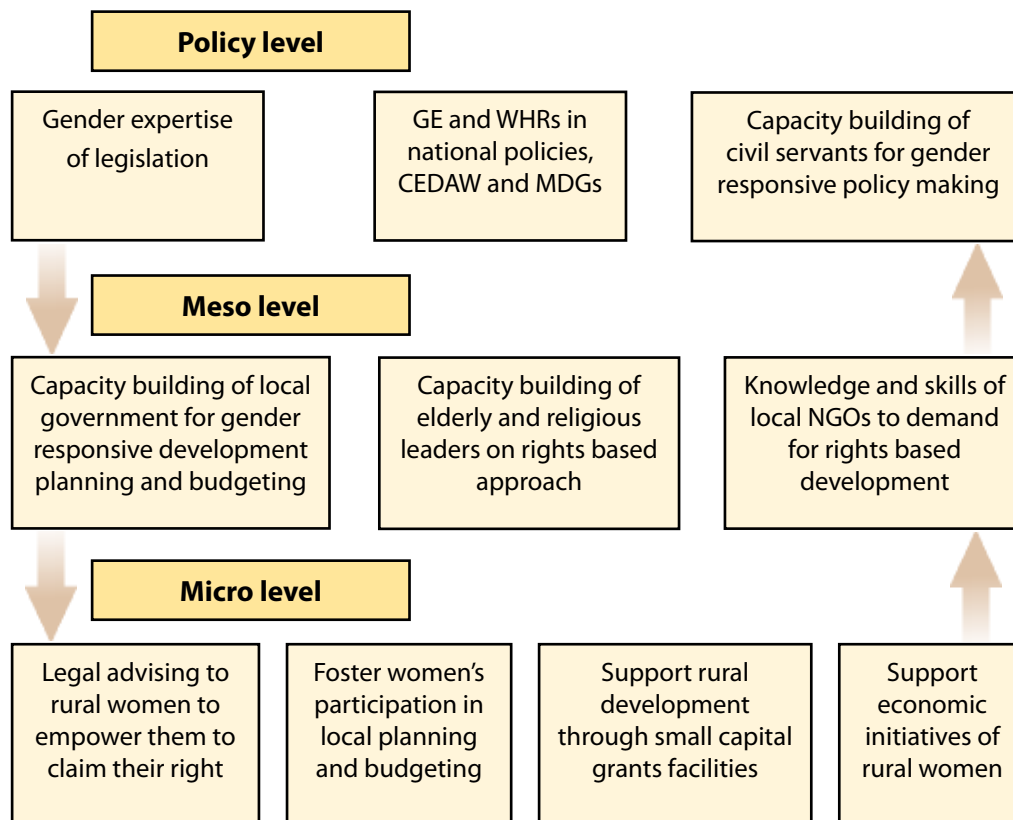 Policy level
Gender expertise
of legislation
GE and WHRs in
national policies,
CEDAW and MDGs
Capacity building of
civil servants for gender
responsive policy making
Meso level
Capacity building of local
government for gender
responsive development
planning and budgeting
Capacity building of
elderly and religious
leaders on rights based
approach
Knowledge and skills of
local NGOs to demand
for rights based
development
Micro level
Legal advising to
rural women to
empower them to
claim their right
Foster women’s
participation in
local planning
and budgeting
Support rural
development
through small capital
grants facilities
Support
economic
initiatives of
rural women